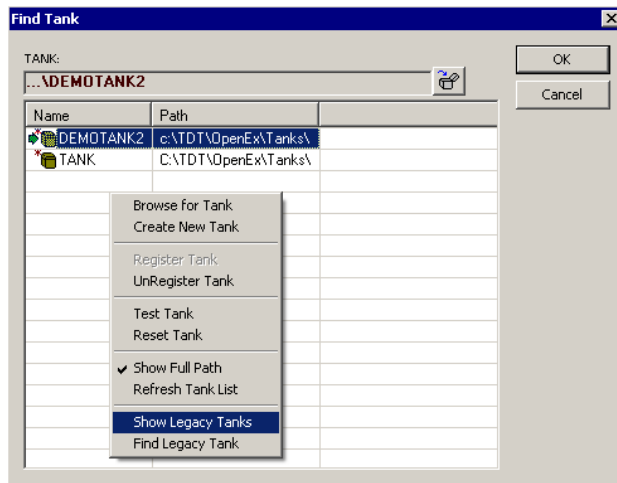 Find Tank
TANK:
...\DEMOTANK2
OK
Cancel
Name Path
DEMOTANK2 c:\TDT\OpenEx\Tanks\
TANK C:\TDT\OpenEx\Tanks\
Browse for Tank
Create New Tank
Register Tank
UnRegister Tank
Test Tank
Reset Tank
Show Full Path
Refresh Tank List
Show Legacy Tanks
Find Legacy Tank